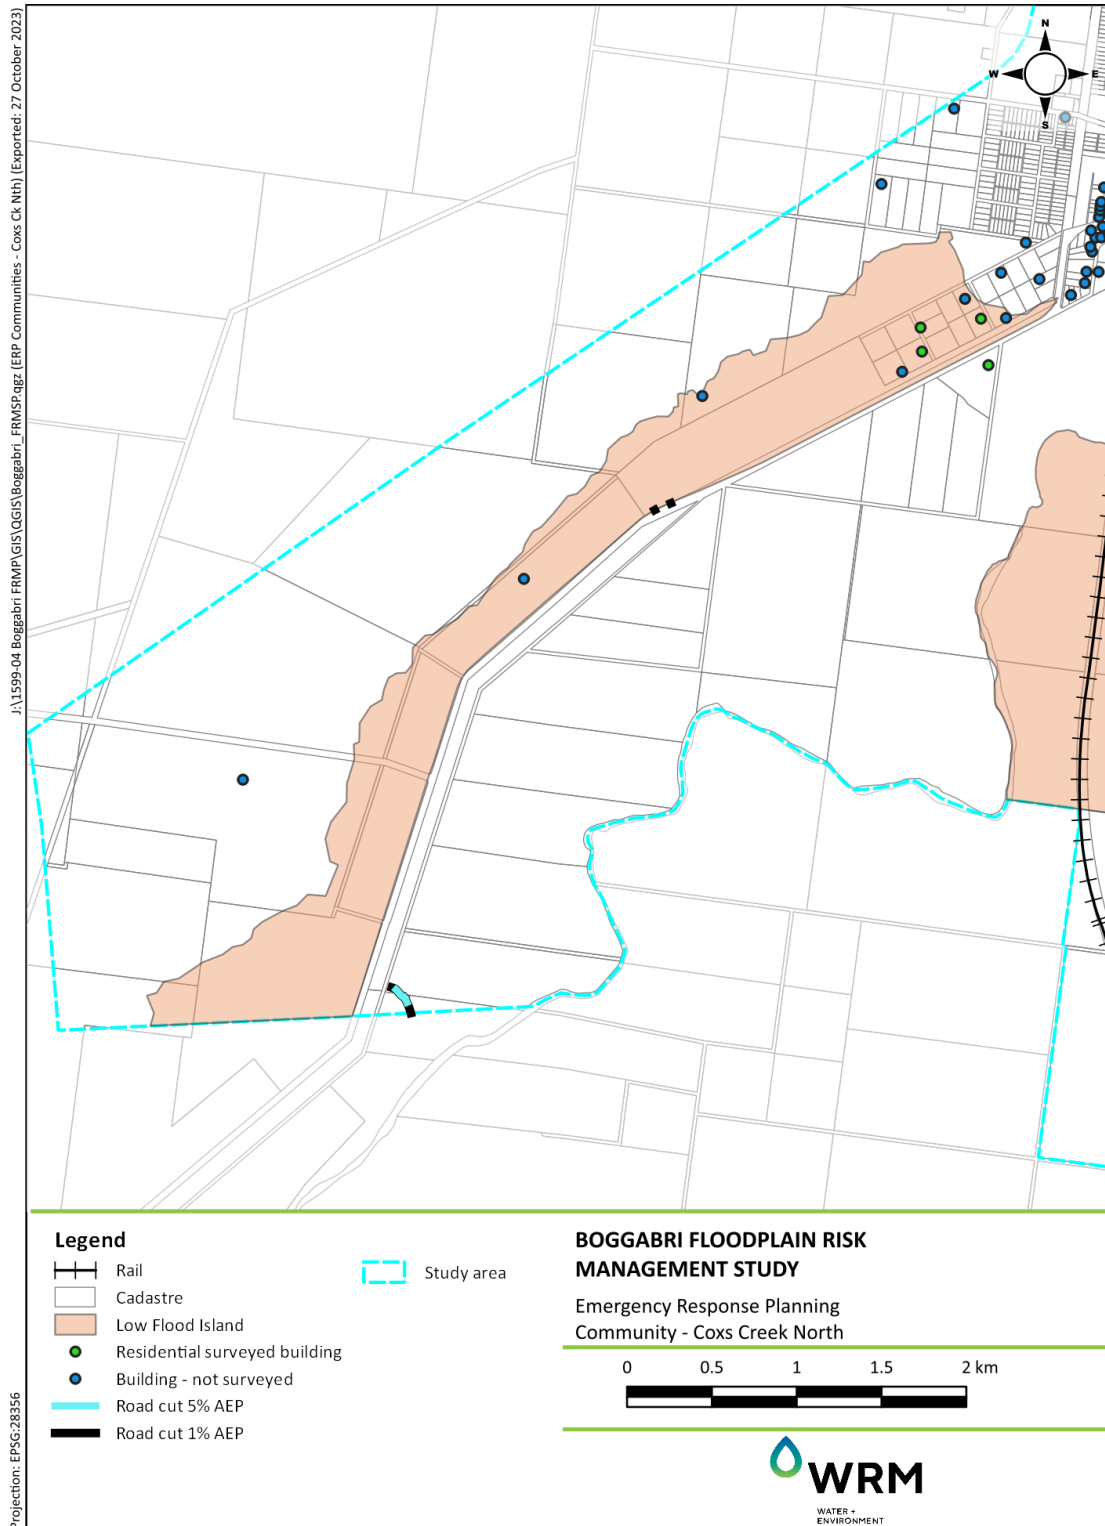 J:\1599-04 Boggabri FRMP\GIS\QGIS\Boggabri_FRMSP.qgz (ERP Communities - Coxs Ck Nth) (Exported: 27 October 2023)
N
W
E
S
Legend
Rail
Cadastre
Low Flood Island
Residential surveyed building
Building - not surveyed
Road cut 5% AEP
Road cut 1% AEP
Study area
BOGGABRI FLOODPLAIN RISK
MANAGEMENT STUDY
Emergency Response Planning
Community - Coxs Creek North
0 0.5 1 1.5 2 km
WRM
WATER +
ENVIRONMENT
Projection: EPSG:28356